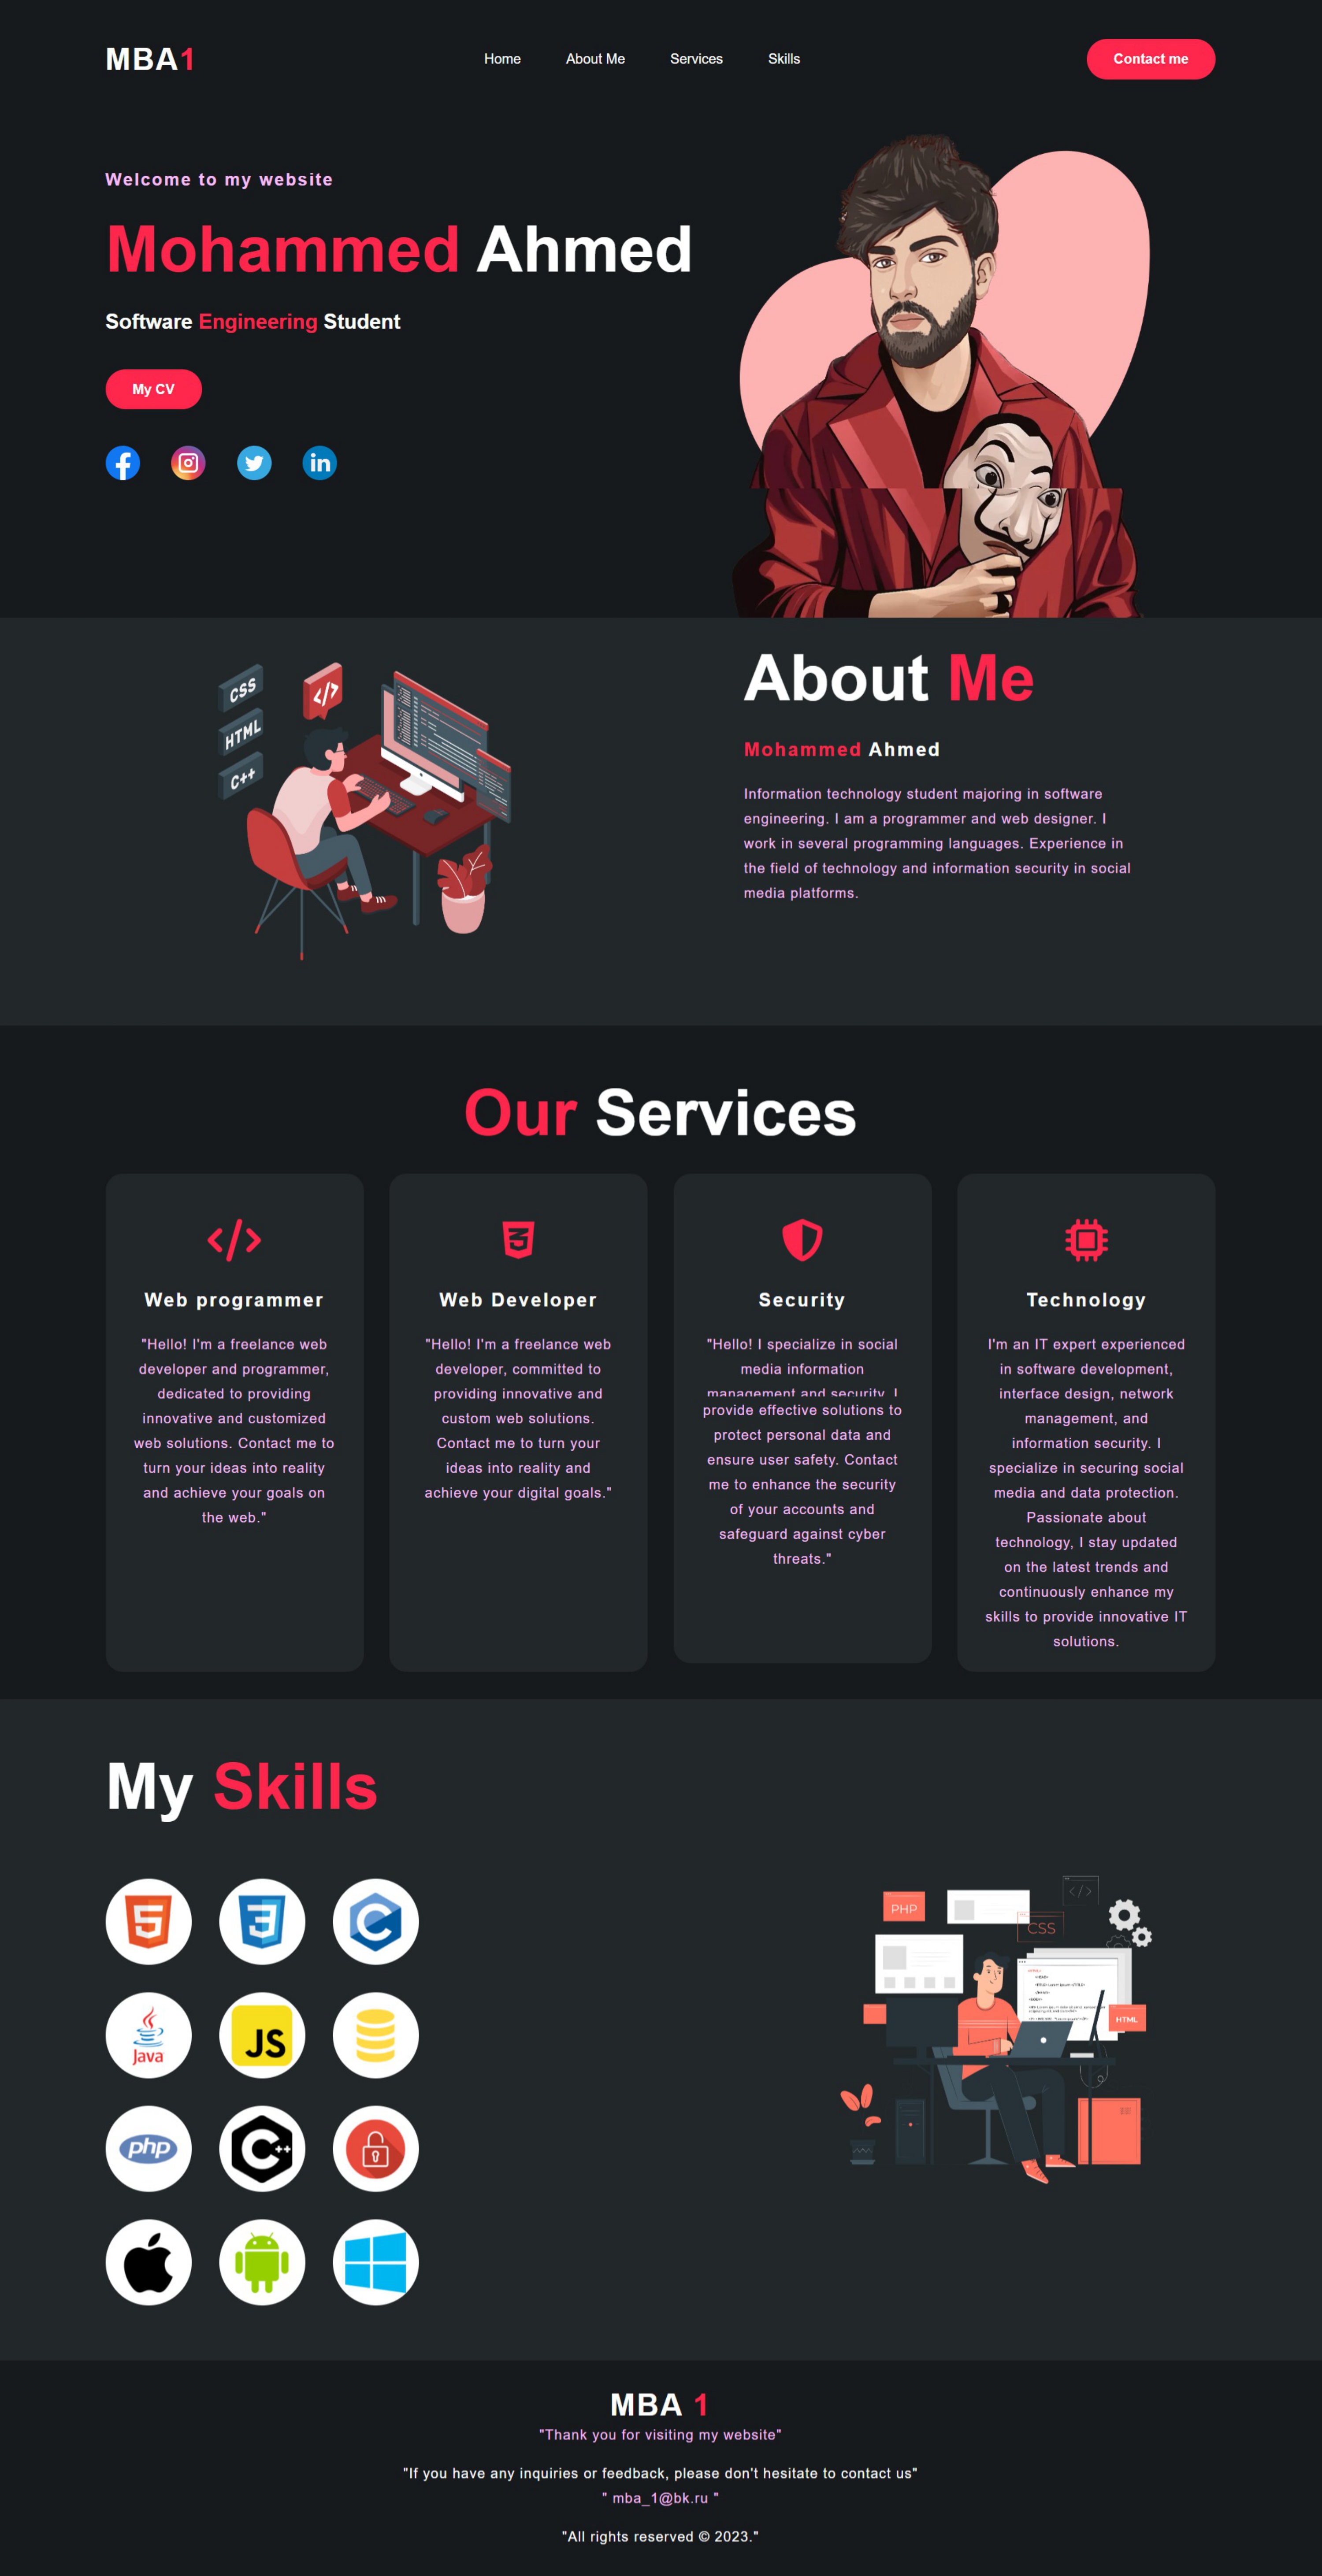 MBA1
Home
About Me
Services
Skills
Contact me
Welcome to my website
Mohammed Ahmed
Software Engineering Student
My CV
CSS
HTML
C++
</>
About Me
Mohammed Ahmed
Information technology student majoring in software
engineering. I am a programmer and web designer. I
work in several programming languages. Experience in
the field of technology and information security in social
media platforms.
Our Services
Web programmer
"Hello! I'm a freelance web
developer and programmer,
dedicated to providing
innovative and customized
web solutions. Contact me to
turn your ideas into reality
and achieve your goals on
the web."
Web Developer
"Hello! I'm a freelance web
developer, committed to
providing innovative and
custom web solutions.
Contact me to turn your
ideas into reality and
achieve your digital goals."
Security
"Hello! I specialize in social
media information
management and security. I
provide effective solutions to
protect personal data and
ensure user safety. Contact
me to enhance the security
of your accounts and
safeguard against cyber
threats."
Technology
I'm an IT expert experienced
in software development,
interface design, network
management, and
information security. I
specialize in securing social
media and data protection.
Passionate about
technology, I stay updated
on the latest trends and
continuously enhance my
skills to provide innovative IT
solutions.
My Skills
5
3
C
Java
JS
php
C++
PHP
CSS
</>
HTML
MBA 1
"Thank you for visiting my website"
"If you have any inquiries or feedback, please don't hesitate to contact us"
" mba_1@bk.ru "
"All rights reserved © 2023."